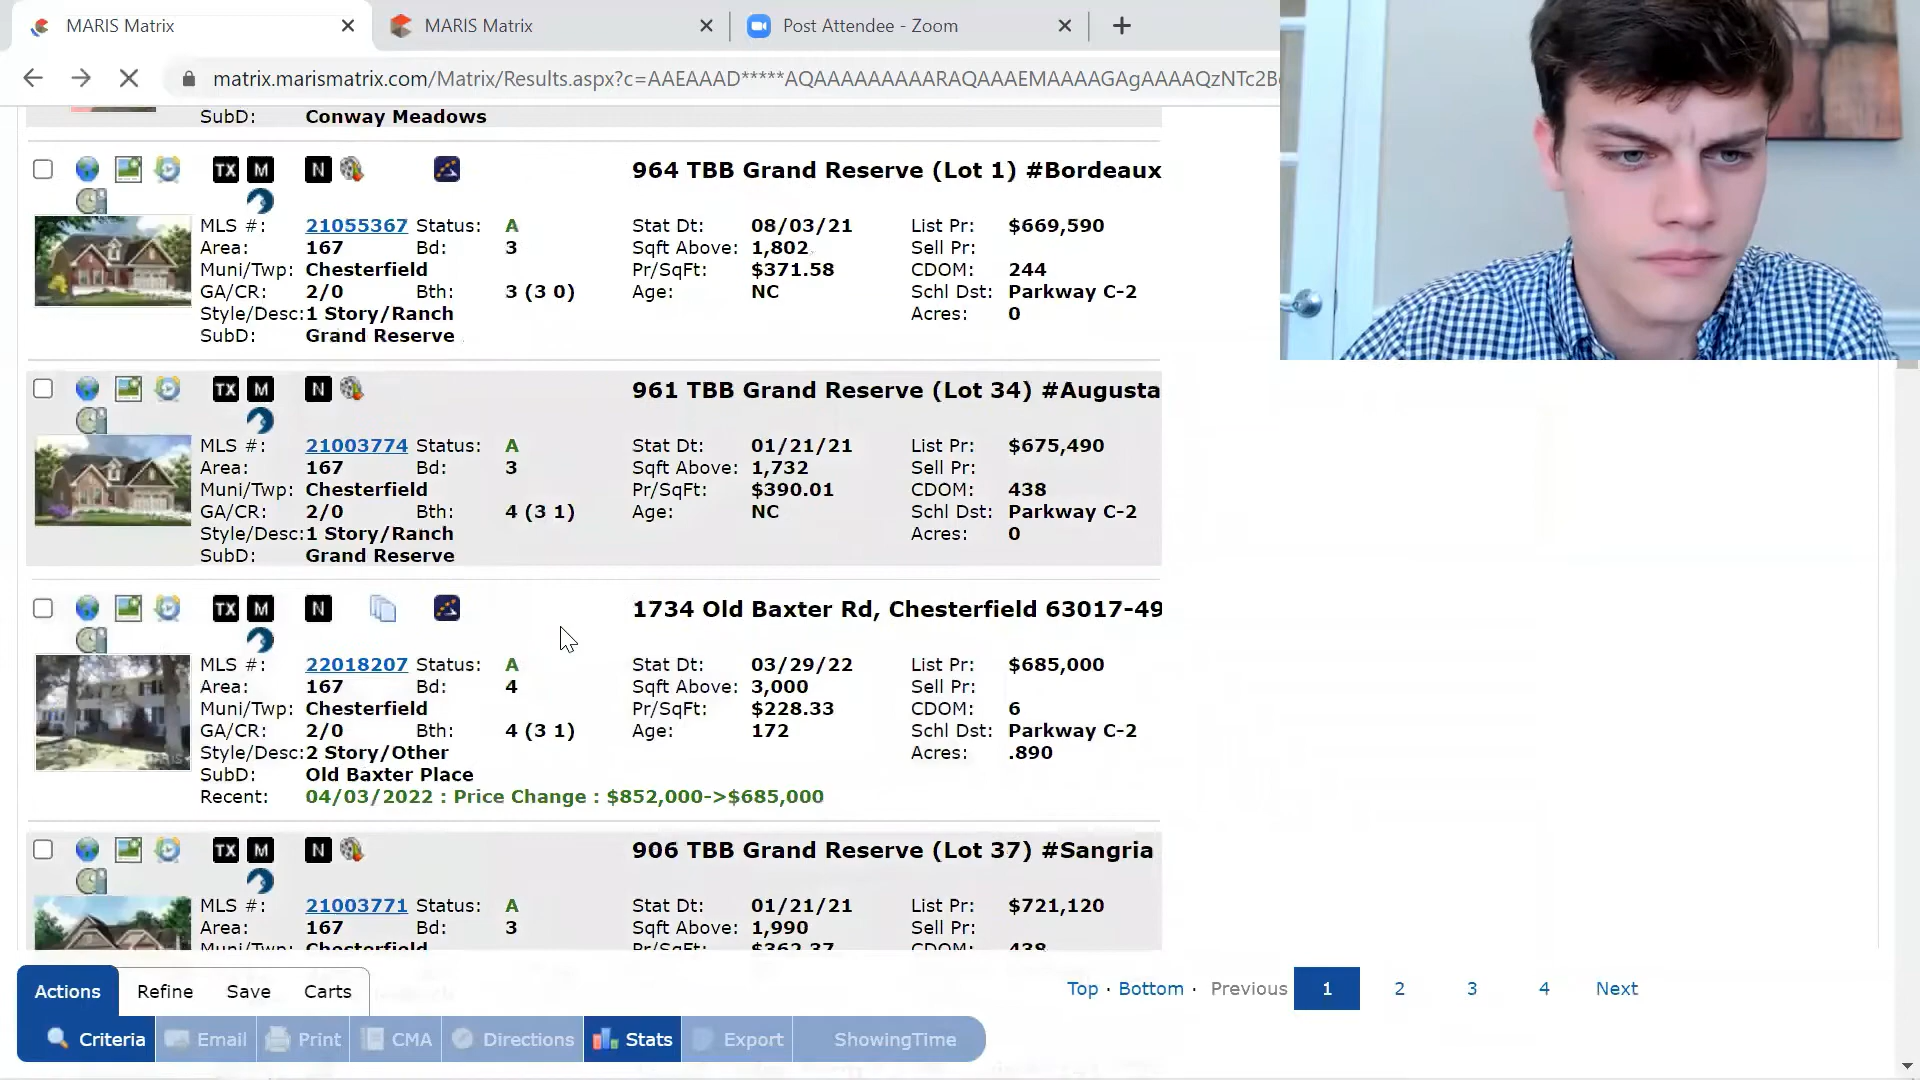 MARIS Matrix
MARIS Matrix
Post Attendee - Zoom
matrix.marismatrix.com/Matrix/Results.aspx?c=AAEAAAD*****AQAAAAAAAAARAQAAAEMAAAAGAgAAAAQzNTc2B
SubD: Conway Meadows
TX M N 964 TBB Grand Reserve (Lot 1) #Bordeaux
MLS #: 21055367 Status: A Stat Dt: 08/03/21 List Pr: $669,590
Area: 167 Bd: 3 Sqft Above: 1,802 Sell Pr:
Muni/Twp: Chesterfield Pr/SqFt: $371.58 CDOM: 244
GA/CR: 2/0 Bth: 3 (3 0) Age: NC Schl Dst: Parkway C-2
Style/Desc: 1 Story/Ranch Acres: 0
SubD: Grand Reserve
TX M N 961 TBB Grand Reserve (Lot 34) #Augusta
MLS #: 21003774 Status: A Stat Dt: 01/21/21 List Pr: $675,490
Area: 167 Bd: 3 Sqft Above: 1,732 Sell Pr:
Muni/Twp: Chesterfield Pr/SqFt: $390.01 CDOM: 438
GA/CR: 2/0 Bth: 4 (3 1) Age: NC Schl Dst: Parkway C-2
Style/Desc: 1 Story/Ranch Acres: 0
SubD: Grand Reserve
TX M N 1734 Old Baxter Rd, Chesterfield 63017-49
MLS #: 22018207 Status: A Stat Dt: 03/29/22 List Pr: $685,000
Area: 167 Bd: 4 Sqft Above: 3,000 Sell Pr:
Muni/Twp: Chesterfield Pr/SqFt: $228.33 CDOM: 6
GA/CR: 2/0 Bth: 4 (3 1) Age: 172 Schl Dst: Parkway C-2
Style/Desc: 2 Story/Other Acres: .890
SubD: Old Baxter Place
Recent: 04/03/2022 : Price Change : $852,000->$685,000
TX M N 906 TBB Grand Reserve (Lot 37) #Sangria
MLS #: 21003771 Status: A Stat Dt: 01/21/21 List Pr: $721,120
Area: 167 Bd: 3 Sqft Above: 1,990 Sell Pr:
Muni/Twp: Chesterfield Pr/SqFt: $362.37 CDOM: 438
Actions Refine Save Carts
Top · Bottom · Previous 1 2 3 4 Next
Criteria Email Print CMA Directions Stats Export ShowingTime